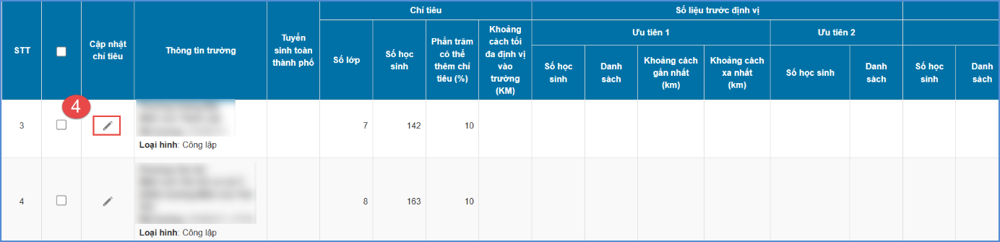 STT
Cập nhật
chỉ tiêu
Thông tin trường
Tuyển
sinh toàn
thành phố
Chỉ tiêu
Số lớp
Số học
sinh
Phần trăm
có thể
thêm chỉ
tiêu (%)
Khoảng
cách tối
đa định vị
vào
trường
(KM)
Số liệu trước định vị
Ưu tiên 1
Số học
sinh
Danh
sách
Khoảng cách
gần nhất
(km)
Khoảng cách
xa nhất
(km)
Ưu tiên 2
Số học sinh
Danh
sách
Số học
sinh
Danh
sách
4
3
Loại hình: Công lập
7
142
10
4
Loại hình: Công lập
8
163
10